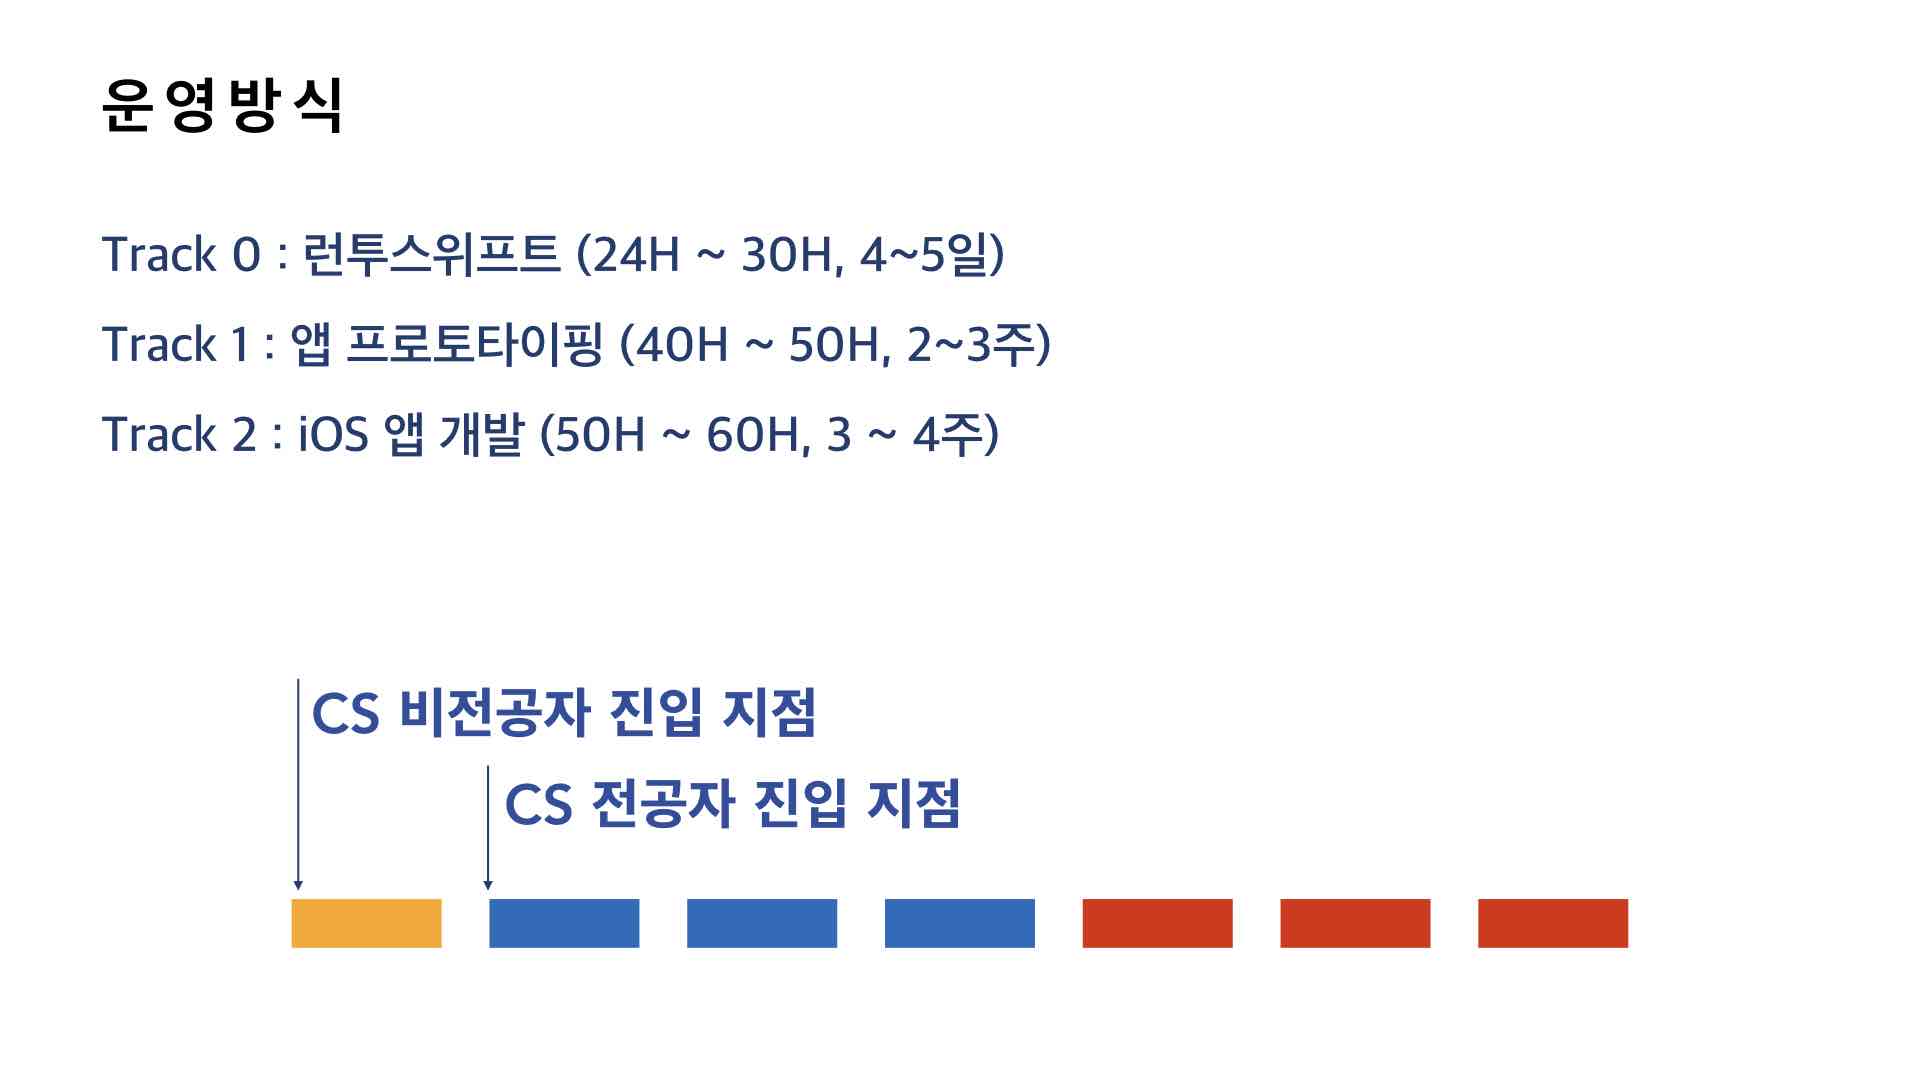 운영방식
Track 0 : 런투스위프트 (24H ~ 30H, 4~5일)
Track 1 : 앱 프로토타이핑 (40H ~ 50H, 2~3주)
Track 2 : iOS 앱 개발 (50H ~ 60H, 3 ~ 4주)
CS 비전공자 진입 지점
CS 전공자 진입 지점